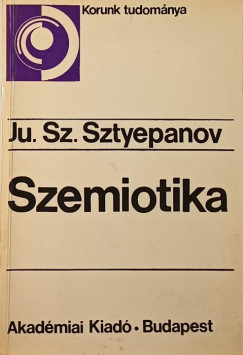 Korunk tudománya
Ju. Sz. Sztyepanov
Szemiotika
Akadémiai Kiadó • Budapest